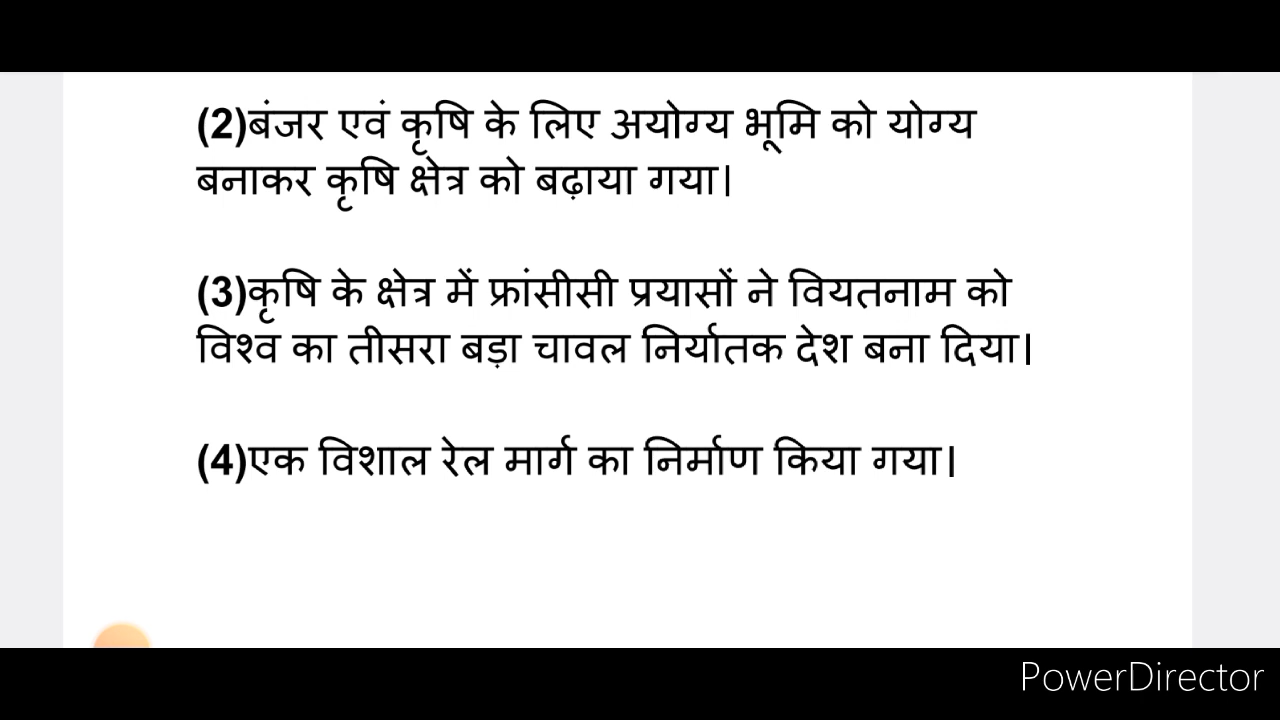 (2)बंजर एवं कृषि के लिए अयोग्य भूमि को योग्य
बनाकर कृषि क्षेत्र को बढ़ाया गया।
(3)कृषि के क्षेत्र में फ्रांसीसी प्रयासों ने वियतनाम को
विश्व का तीसरा बड़ा चावल निर्यातक देश बना दिया।
(4)एक विशाल रेल मार्ग का निर्माण किया गया।
PowerDirector